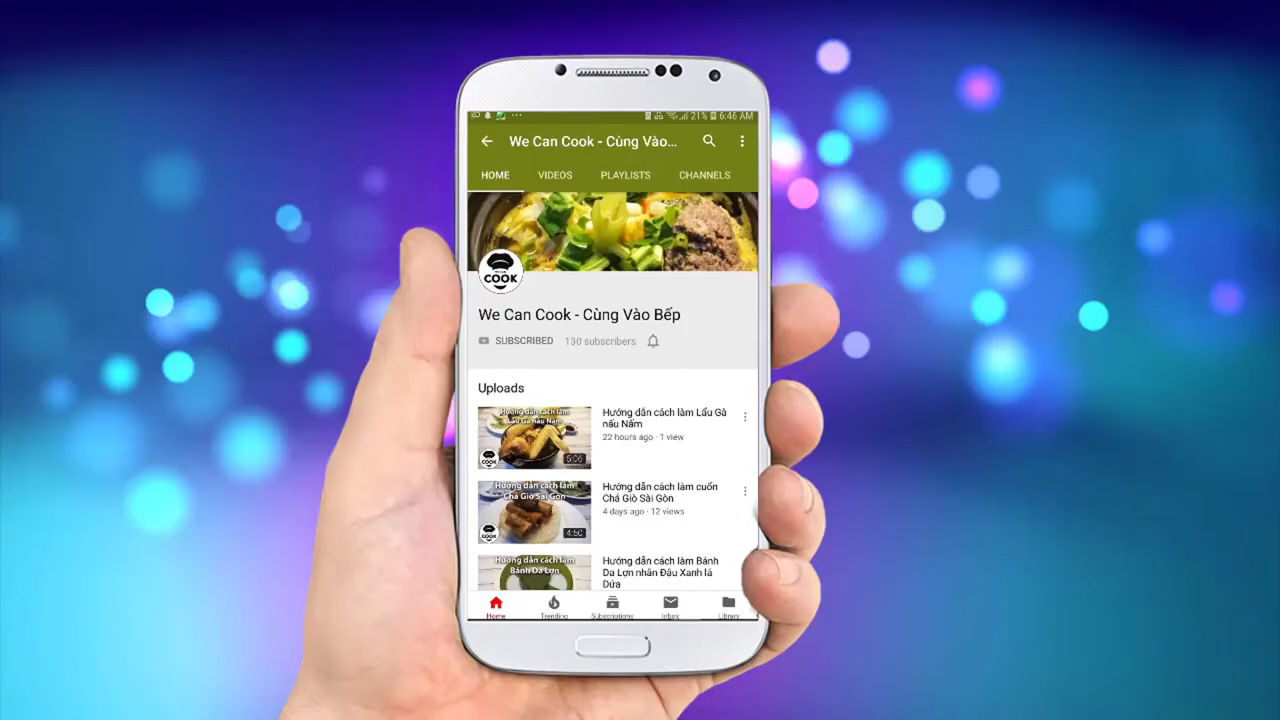 21% 6:46 AM
We Can Cook - Cùng Vào...
HOME VIDEOS PLAYLISTS CHANNELS
COOK
We Can Cook - Cùng Vào Bếp
SUBSCRIBED 130 subscribers
Uploads
Hướng dẫn cách làm
Lẩu Gà nấu Nấm
COOK
5:06
Hướng dẫn cách làm Lẩu Gà
nấu Nấm
22 hours ago · 1 view
Hướng dẫn cách làm
Chả Giò Sài Gòn
COOK
4:50
Hướng dẫn cách làm cuốn
Chả Giò Sài Gòn
4 days ago · 12 views
Hướng dẫn cách làm
Bánh Da Lợn
Hướng dẫn cách làm Bánh
Da Lợn nhân Đậu Xanh lá
Dứa
Home Trending Subscriptions Inbox Library